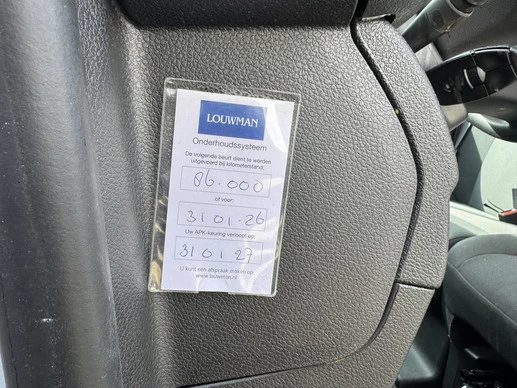 LOUWMAN
Onderhoudssysteem
De volgende beurt dient te worden
uitgevoerd bij kilometerstand:
86.000
of voor:
31 01 26
Uw APK-keuring verloopt op:
31 01 27
U kunt een afspraak maken op
www.louwman.nl